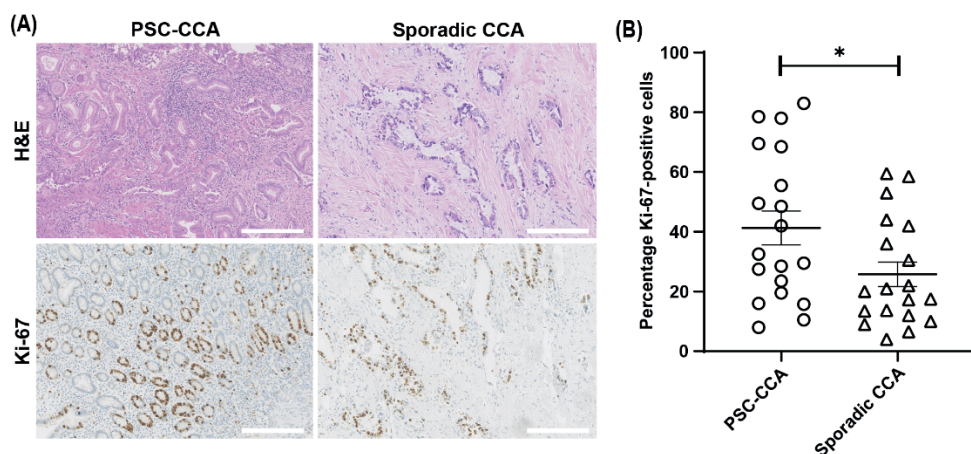 (A)
PSC-CCA
Sporadic CCA
H&E
Ki-67
(B)
Percentage Ki-67-positive cells
100
80
60
40
20
0
*
PSC-CCA
Sporadic CCA